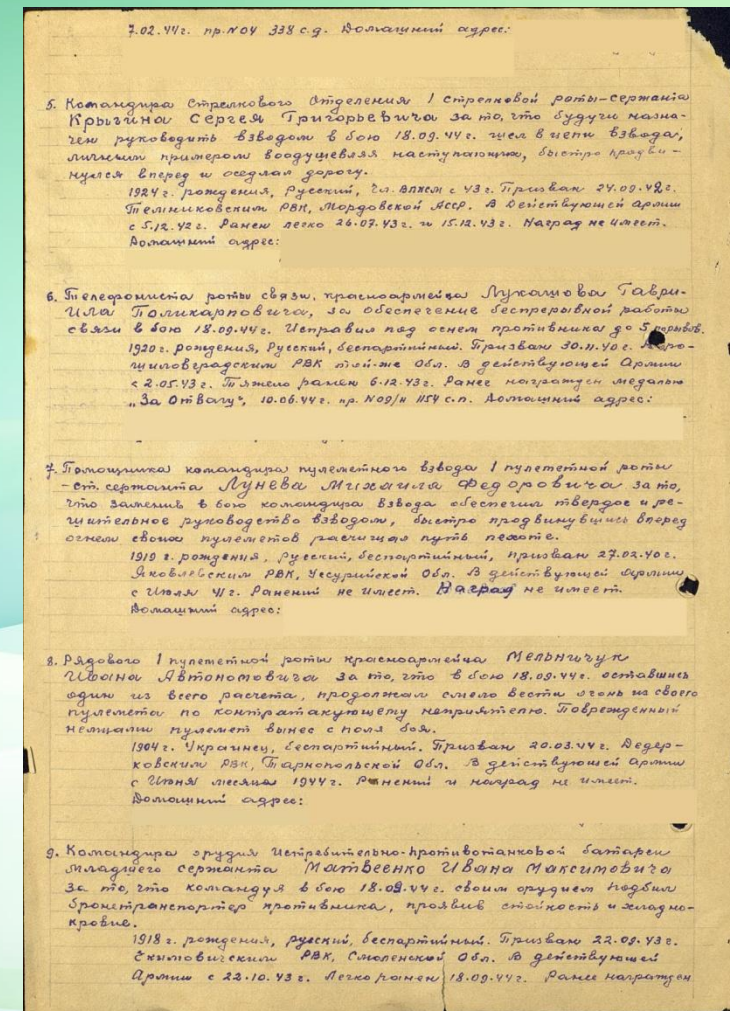 7.02.44г. пр.№04 338 с.д. Домашний адрес:
5. Командира стрелкового отделения 1 стрелковой роты-сержанта
Крыгина Сергея Григорьевича за то, что будучи назна-
чен руководить взводом в бою 18.09.44г. шел в цепи взвода,
личным примером воодушевляя наступающих, быстро продви-
нулся вперед и оседлал дорогу.
1924г. рождения, Русский, Чл. ВЛКСМ с 43г. Призван 24.09.42г.
Темниковским РВК, Мордовской АССР. В Действующей Армии
с 5.12.42г. Ранен легко 26.07.43г. и 15.12.43г. Наград не имеет.
Домашний адрес:
6. Телефониста роты связи, красноармейца Лукашова Гаври-
ила Поликарповича, за обеспечение бесперебойной работы
связи в бою 18.09.44г. Исправил под огнем противника до 5 порывов.
1920г. рождения, Русский, беспартийный. Призван 30.11.40г. Воро-
шиловградским РВК той-же Обл. В действующей Армии
с 2.05.43г. Тяжело ранен 6.12.43г. Ранее награжден медалью
„За Отвагу", 10.06.44г. пр. №09/н 1154 с.п. Домашний адрес:
7. Помощника командира пулеметного взвода 1 пулеметной роты
-ст. сержанта Лунева Михаила Федоровича за то,
что заменив в бою командира взвода обеспечил твердое и ре-
шительное руководство взводом, быстро продвинувшись вперед
огнем своих пулеметов расчищая путь пехоте.
1919г. рождения, Русский, беспартийный, призван 27.02.40г.
Яковлевским РВК, Уссурийской Обл. В действующей Армии
с Июля 41г. Ранений не имеет. Наград не имеет.
Домашний адрес:
8. Рядового 1 пулеметной роты красноармейца Мельничук
Ивана Автономовича за то, что в бою 18.09.44г. оставшись
один из всего расчета, продолжал смело вести огонь из своего
пулемета по контратакующему неприятелю. Поврежденный
немцами пулемет вынес с поля боя.
1904г. Украинец, беспартийный. Призван 20.03.44г. Дедер-
ковским РВК, Тарнопольской Обл. В действующей Армии
с Июня месяца 1944г. Ранений и наград не имеет.
Домашний адрес:
9. Командира орудия Истребительно-противотанковой батареи
младшего сержанта Матвеенко Ивана Максимовича
за то, что командуя в бою 18.09.44г. своим орудием подбил
бронетранспортер противника, проявив стойкость и хладно-
кровие.
1918г. рождения, русский, беспартийный. Призван 22.09.43г.
Екимовичским РВК, Смоленской Обл. В действующей
Армии с 22.10.43г. Легко ранен 18.09.44г. Ранее награжден